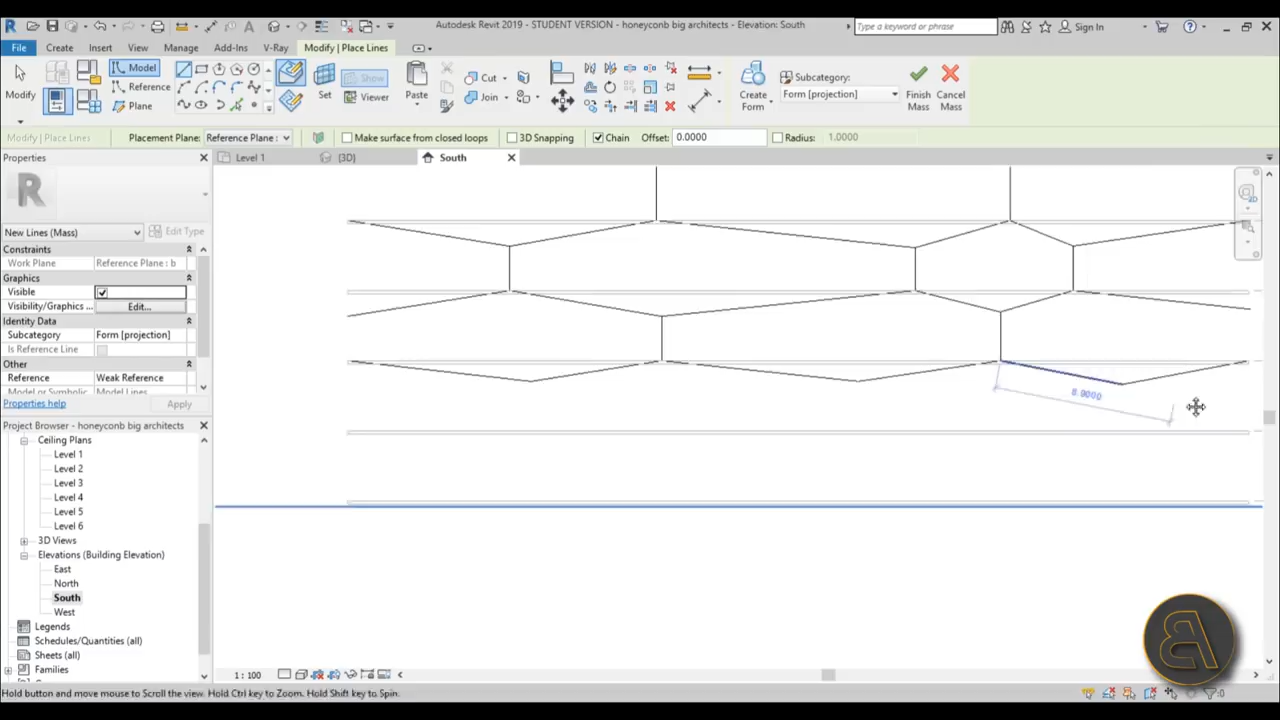 Autodesk Revit 2019 - STUDENT VERSION - honeyconb big architects - Elevation: South
Type a keyword or phrase
Sign In
File Create Insert View Manage Add-Ins V-Ray Modify | Place Lines
Modify
Model
Reference
Plane
Set
Show
Viewer
Paste
Cut
Join
Create Form
Subcategory:
Form [projection]
Finish Mass
Cancel Mass
Modify | Place Lines Placement Plane: Reference Plane : Make surface from closed loops 3D Snapping Chain Offset: 0.0000 Radius: 1.0000
Properties
Level 1 {3D} South
R
New Lines (Mass) Edit Type
Constraints
Work Plane Reference Plane : b
Graphics
Visible
Visibility/Graphics ... Edit...
Identity Data
Subcategory Form [projection]
Is Reference Line
Other
Reference Weak Reference
Model or Symbolic Model Lines
Properties help Apply
Project Browser - honeyconb big architects
Ceiling Plans
Level 1
Level 2
Level 3
Level 4
Level 5
Level 6
3D Views
Elevations (Building Elevation)
East
North
South
West
Legends
Schedules/Quantities (all)
Sheets (all)
Families
8.9000
1 : 100
Hold button and move mouse to Scroll the view. Hold Ctrl key to Zoom. Hold Shift key to Spin.
:0